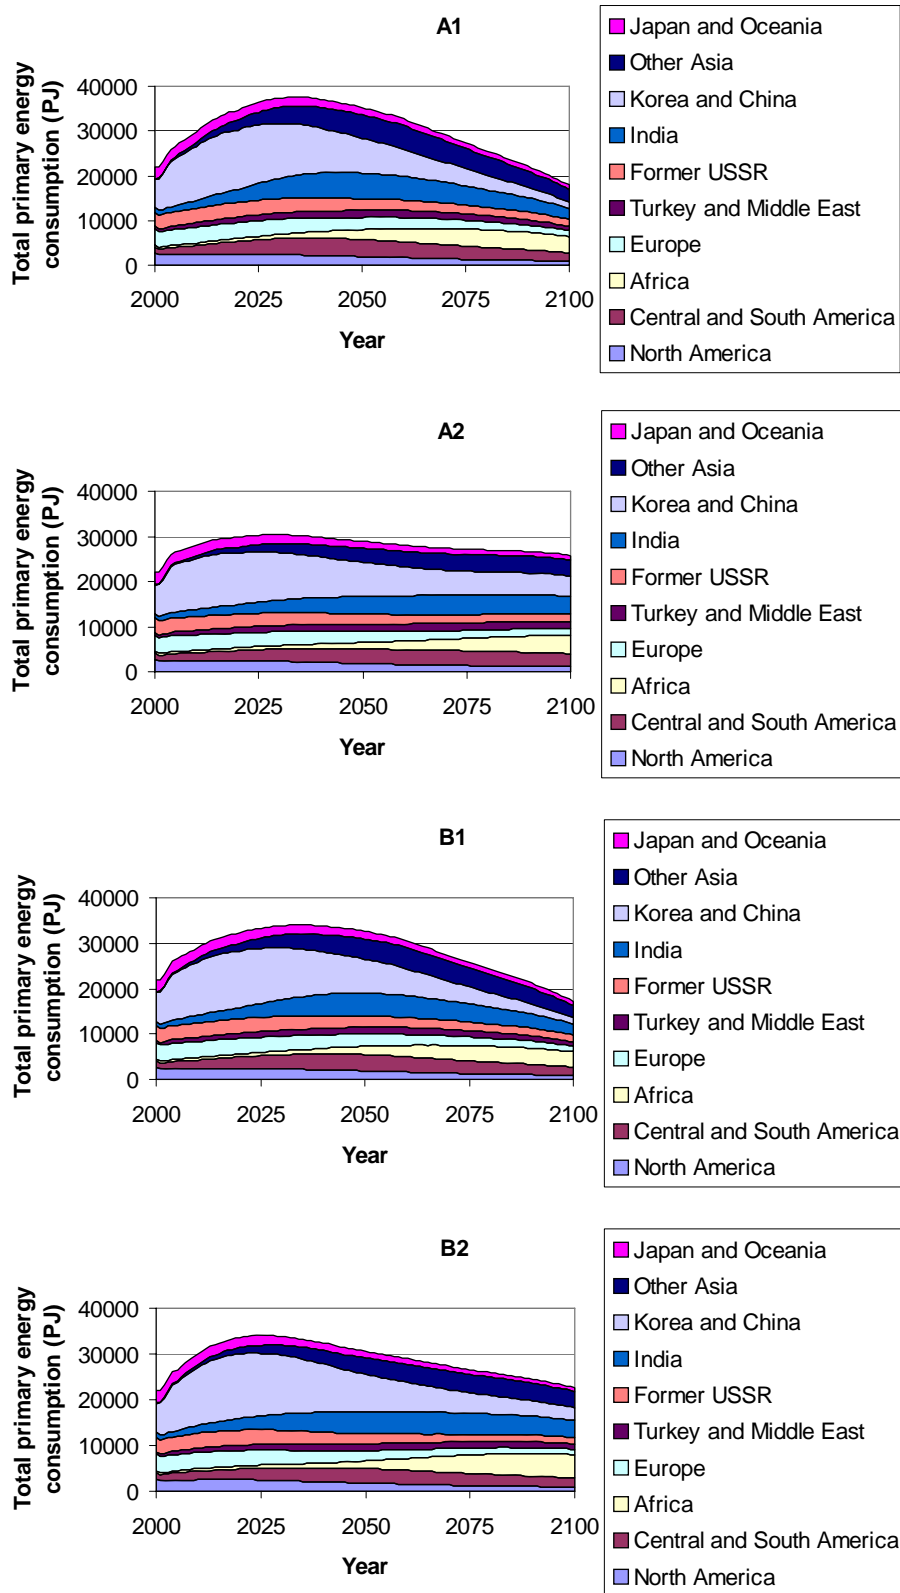 A1
Total primary energy
consumption (PJ)
40000
30000
20000
10000
0
2000 2025 2050 2075 2100
Year
Japan and Oceania
Other Asia
Korea and China
India
Former USSR
Turkey and Middle East
Europe
Africa
Central and South America
North America
A2
Total primary energy
consumption (PJ)
40000
30000
20000
10000
0
2000 2025 2050 2075 2100
Year
Japan and Oceania
Other Asia
Korea and China
India
Former USSR
Turkey and Middle East
Europe
Africa
Central and South America
North America
B1
Total primary energy
consumption (PJ)
40000
30000
20000
10000
0
2000 2025 2050 2075 2100
Year
Japan and Oceania
Other Asia
Korea and China
India
Former USSR
Turkey and Middle East
Europe
Africa
Central and South America
North America
B2
Total primary energy
consumption (PJ)
40000
30000
20000
10000
0
2000 2025 2050 2075 2100
Year
Japan and Oceania
Other Asia
Korea and China
India
Former USSR
Turkey and Middle East
Europe
Africa
Central and South America
North America